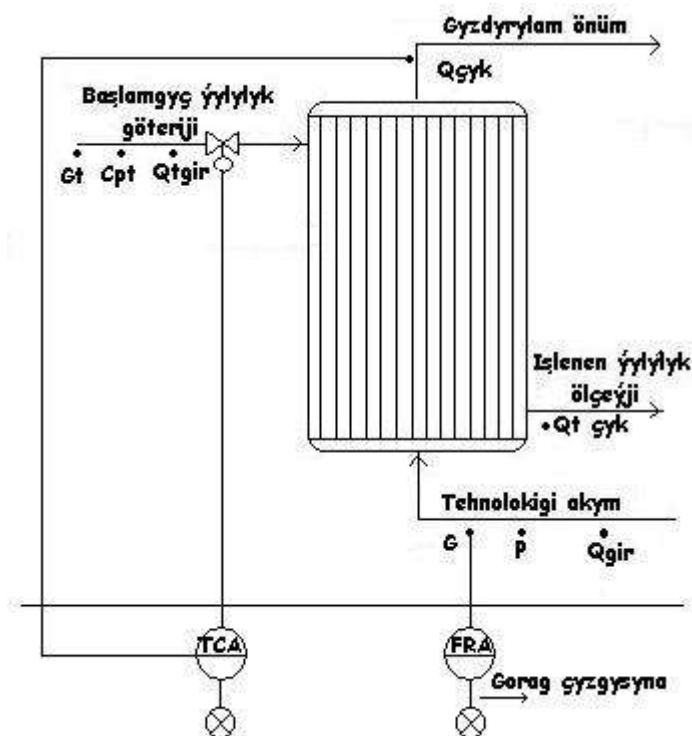 Gyzdyrylam önüm
Qçyk
Başlamgyç ýylylyk
göteriji
Gt Cpt Qtgir
Işlenen ýylylyk
ölçeýji
Qt çyk
Tehnolokigi akym
G p Qgir
TCA FRA
Gorag çyzgysyna